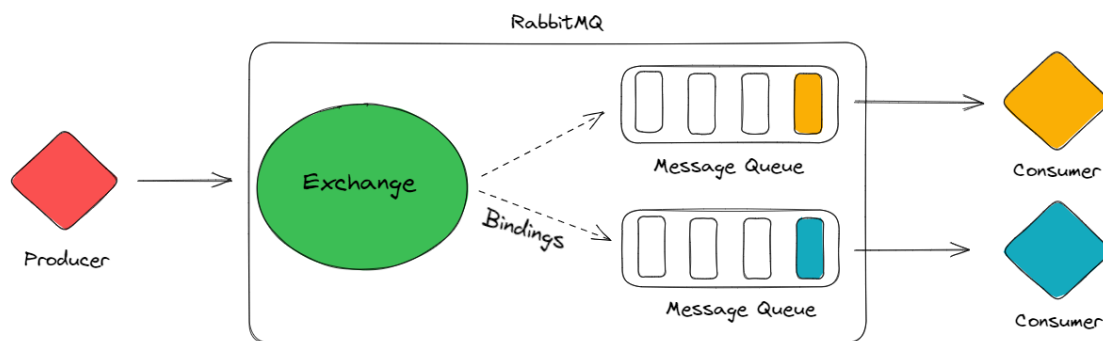 RabbitMQ
Exchange
Bindings
Producer
Message Queue
Message Queue
Consumer
Consumer